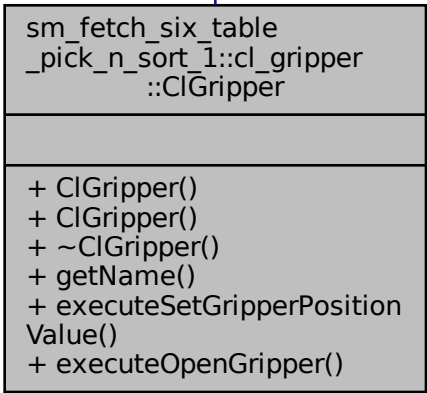 sm_fetch_six_table
_pick_n_sort_1::cl_gripper
::ClGripper
+ ClGripper()
+ ClGripper()
+ ~ClGripper()
+ getName()
+ executeSetGripperPosition
Value()
+ executeOpenGripper()